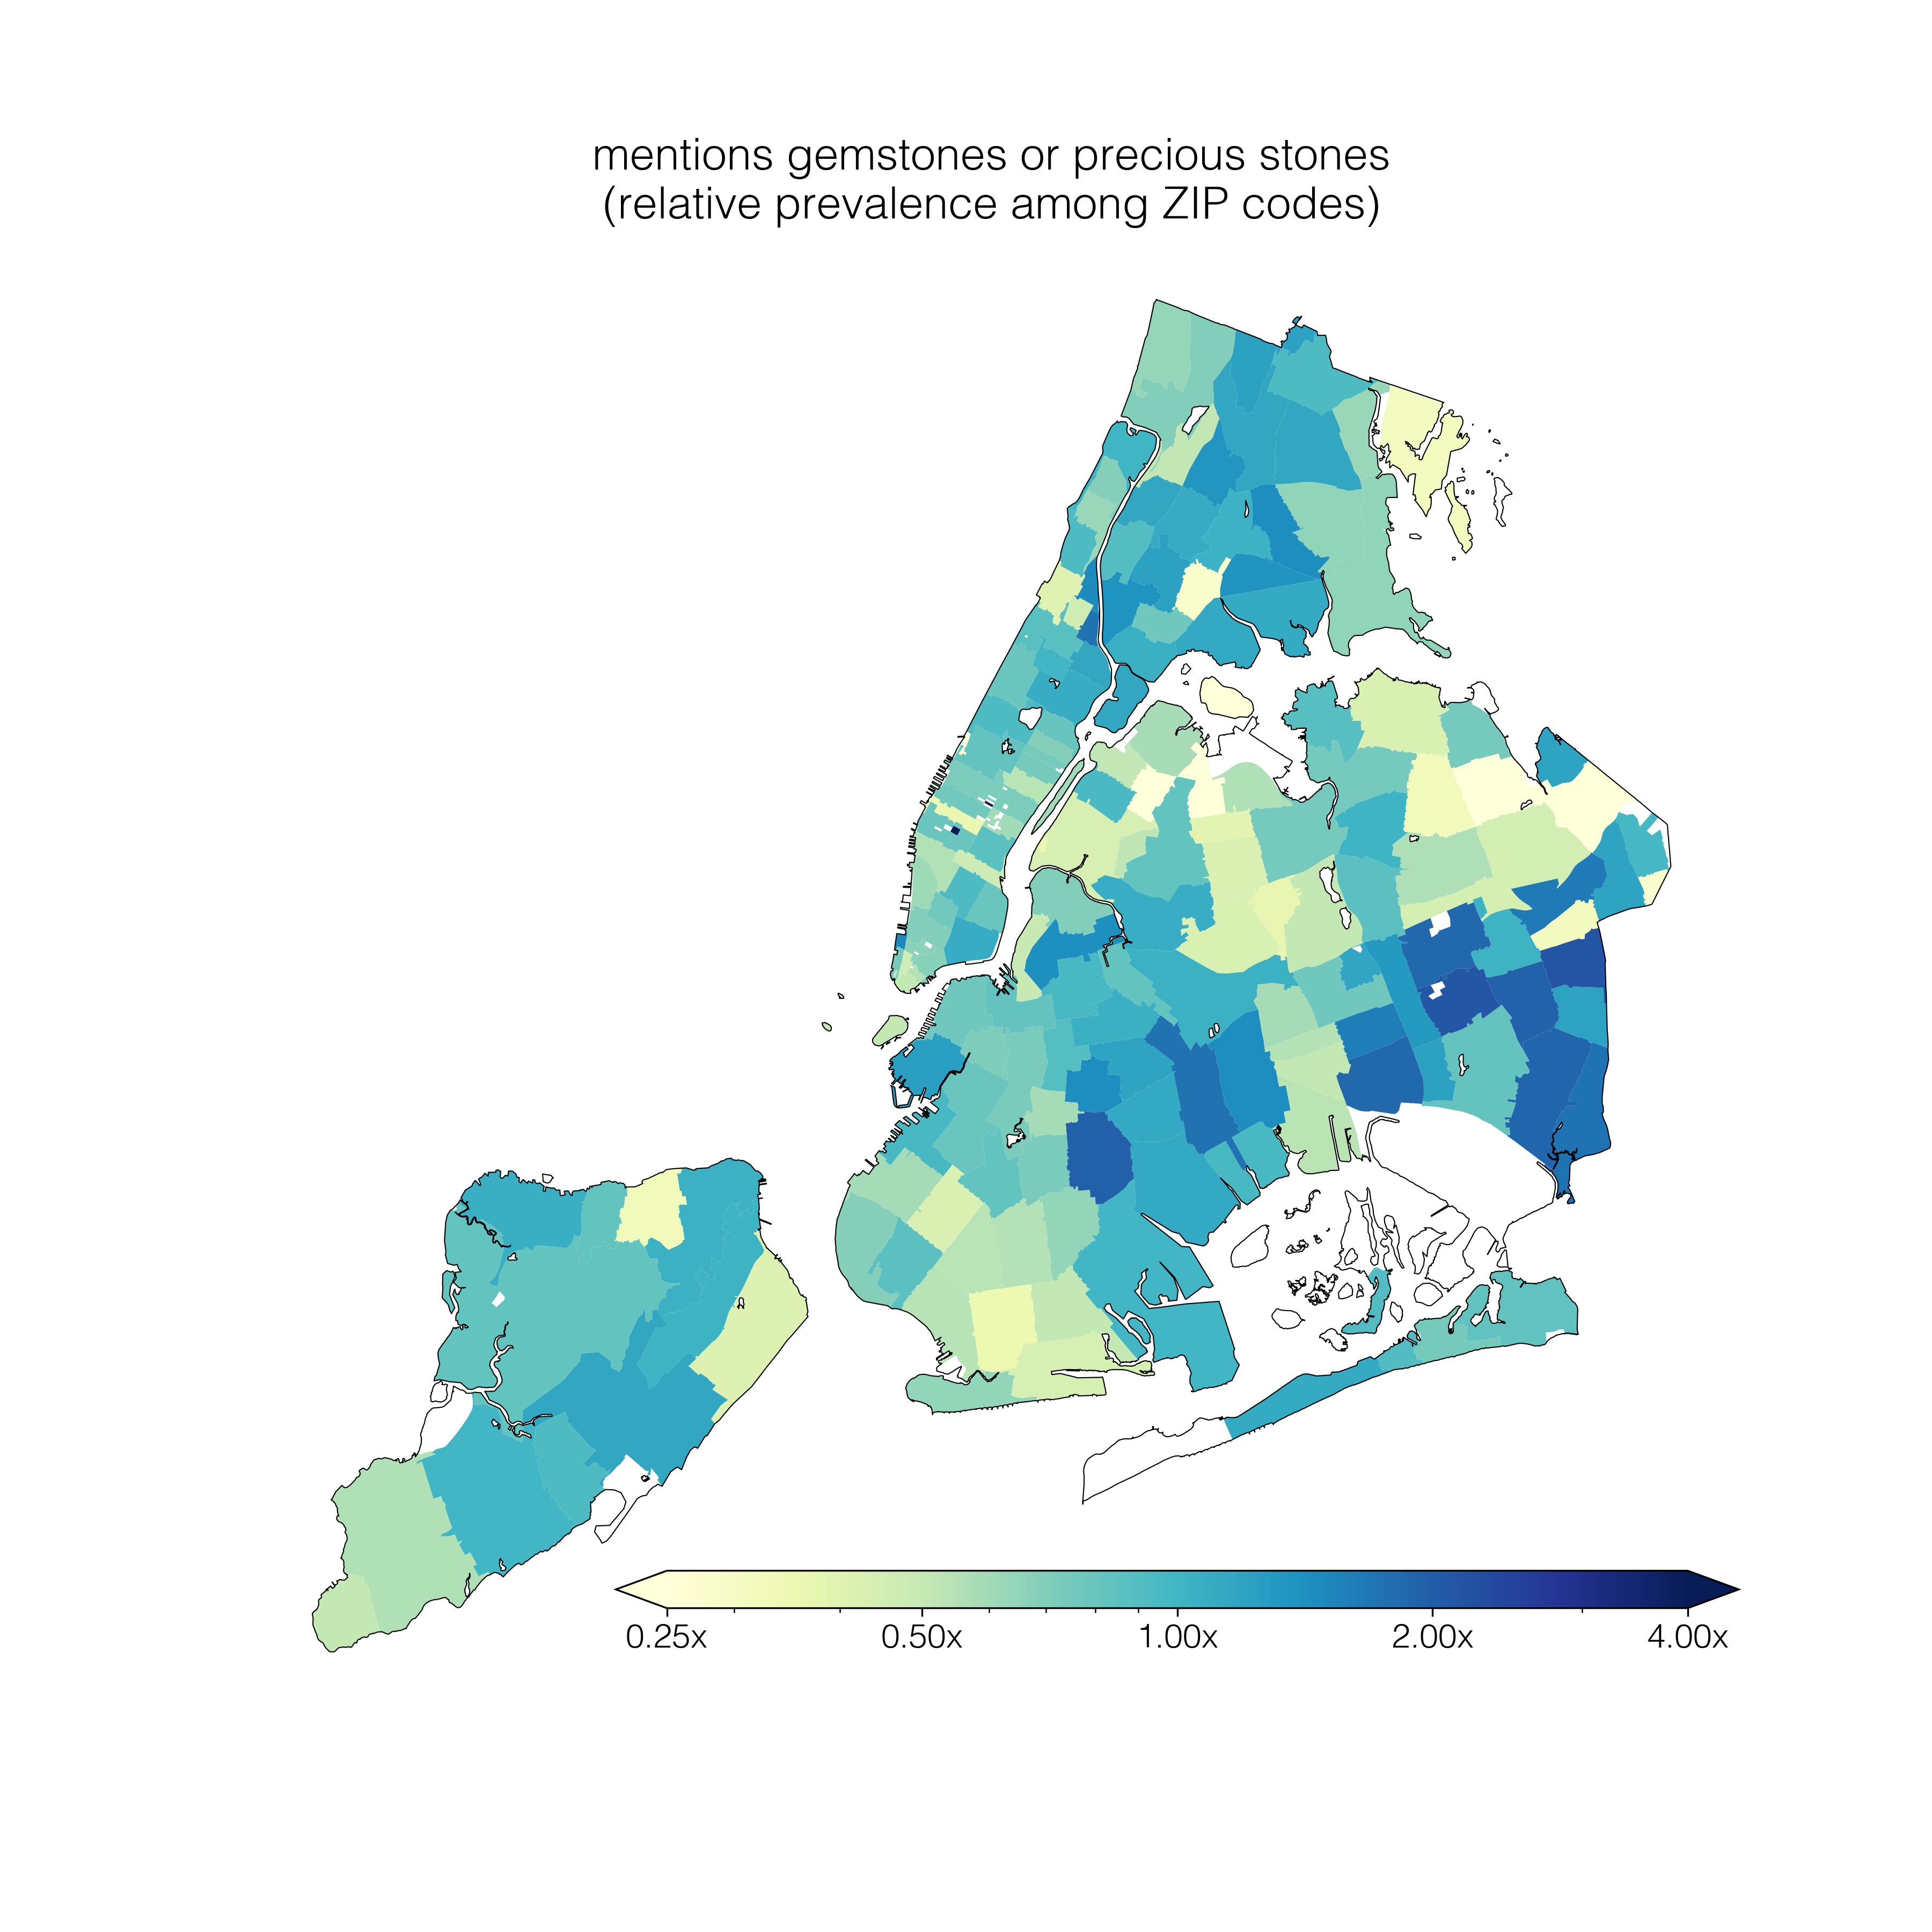 mentions gemstones or precious stones
(relative prevalence among ZIP codes)
0.25x 0.50x 1.00x 2.00x 4.00x